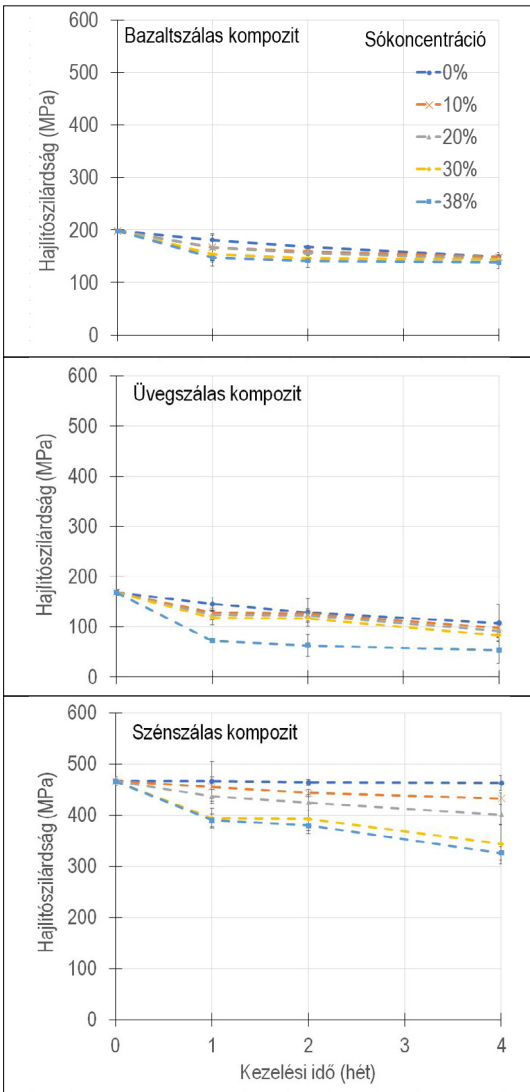 Bazaltszálas kompozit
Sókoncentráció
0%
10%
20%
30%
38%
Hajlítószilárdság (MPa)
600
500
400
300
200
100
0
Üvegszálas kompozit
Hajlítószilárdság (MPa)
600
500
400
300
200
100
0
Szénszálas kompozit
Hajlítószilárdság (MPa)
600
500
400
300
200
100
0
0 1 2 3 4
Kezelési idő (hét)